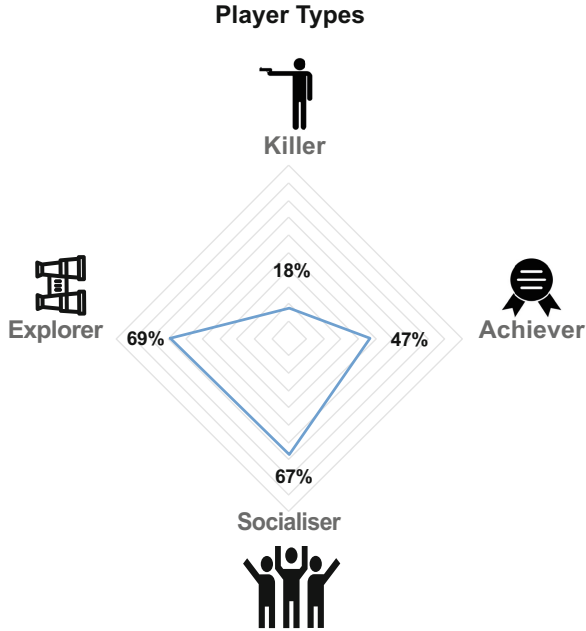 Player Types
Killer
18%
Explorer
69%
47%
Achiever
67%
Socialiser